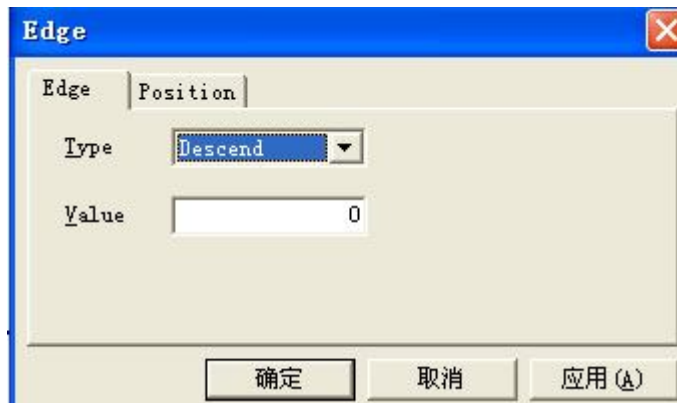 Edge
Edge Position
Type Descend
Value 0
确定 取消 应用(A)